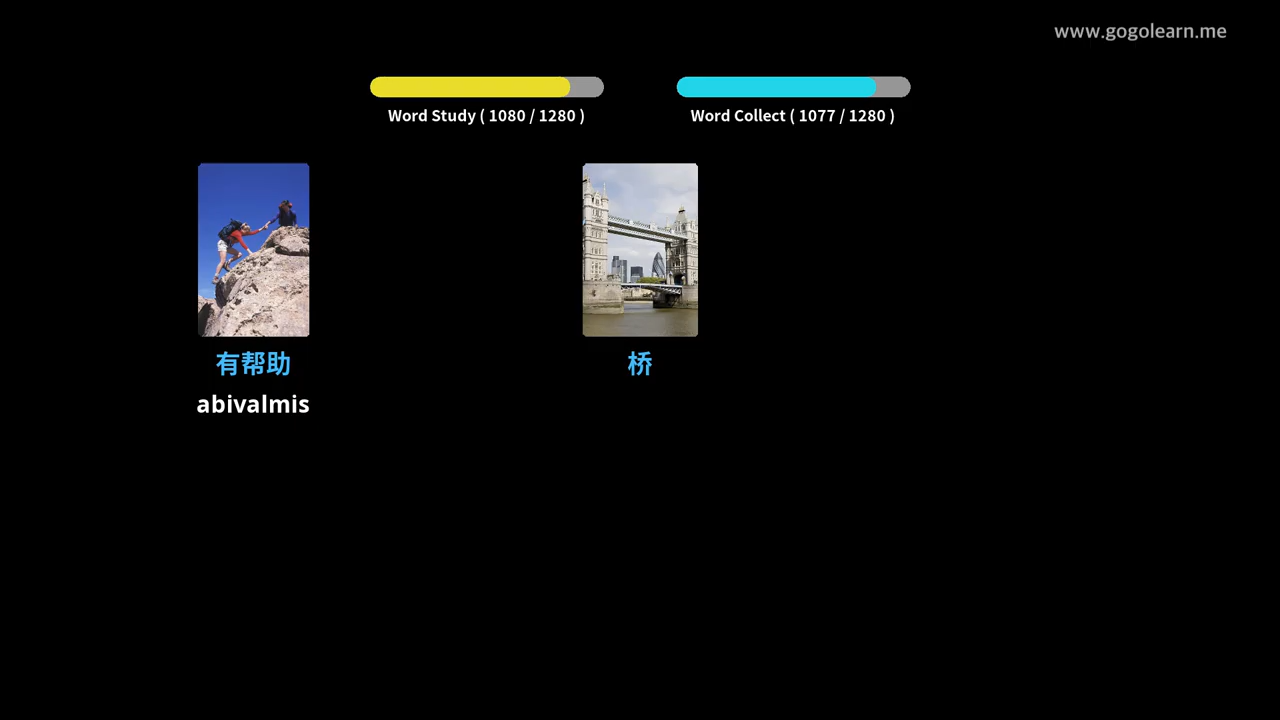 www.gogolearn.me
Word Study ( 1080 / 1280 )
Word Collect ( 1077 / 1280 )
有帮助
桥
abivalmis